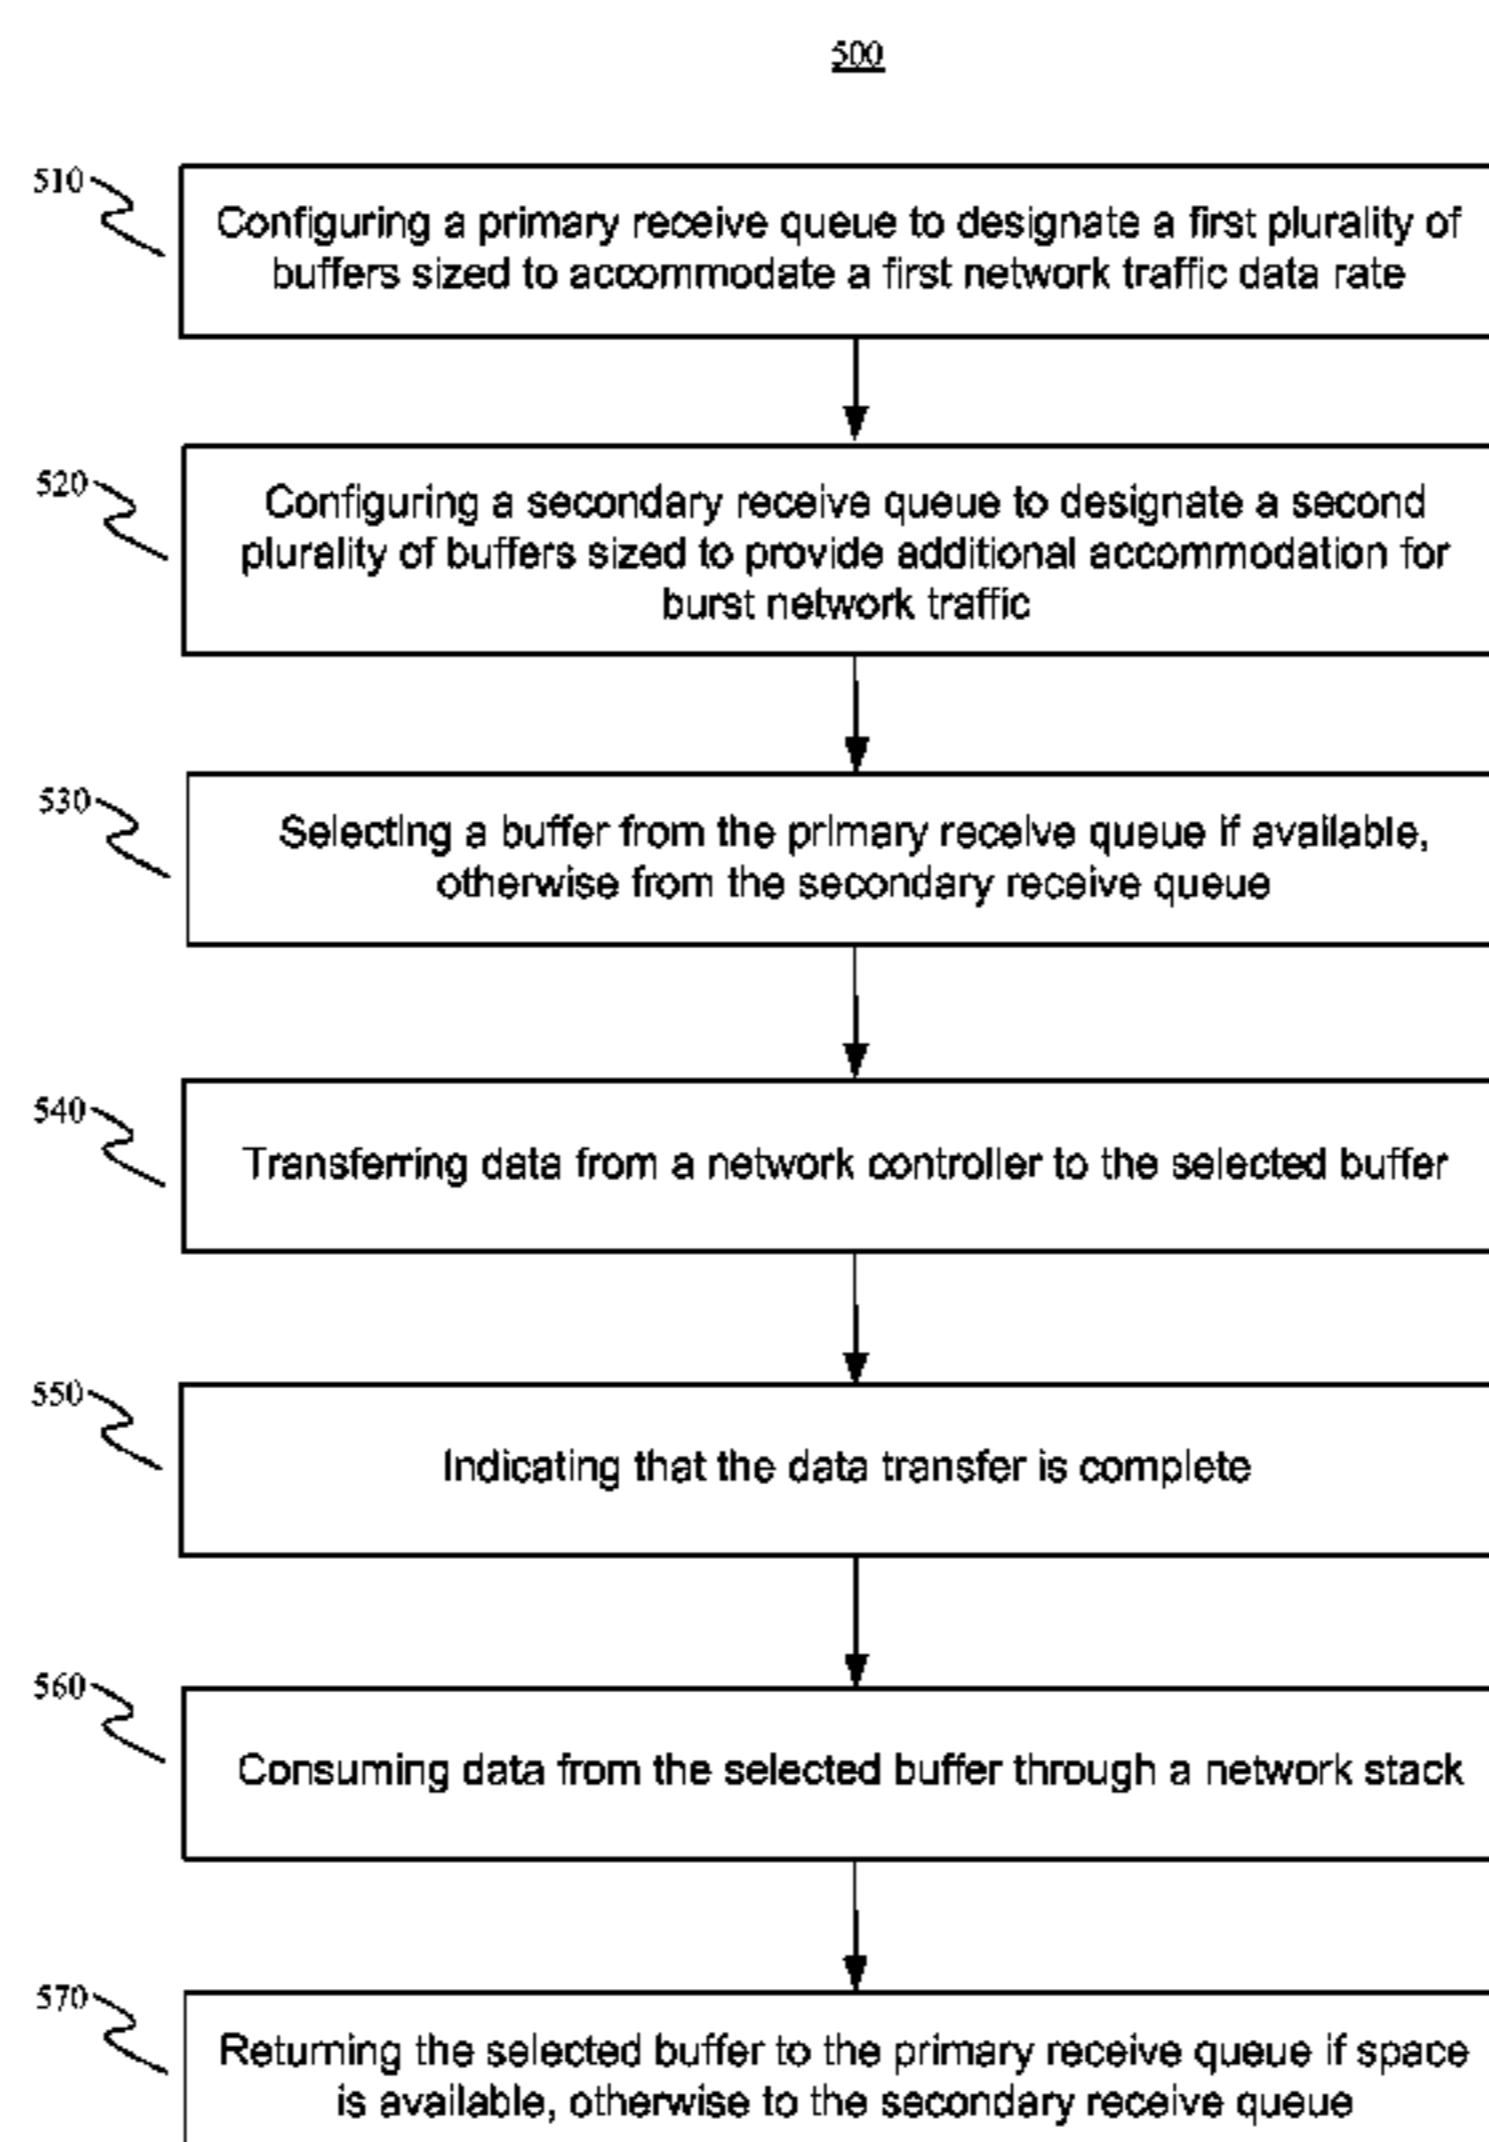 500
510
Configuring a primary receive queue to designate a first plurality of
buffers sized to accommodate a first network traffic data rate
520
Configuring a secondary receive queue to designate a second
plurality of buffers sized to provide additional accommodation for
burst network traffic
530
Selecting a buffer from the primary receive queue if available,
otherwise from the secondary receive queue
540
Transferring data from a network controller to the selected buffer
550
Indicating that the data transfer is complete
560
Consuming data from the selected buffer through a network stack
570
Returning the selected buffer to the primary receive queue if space
is available, otherwise to the secondary receive queue